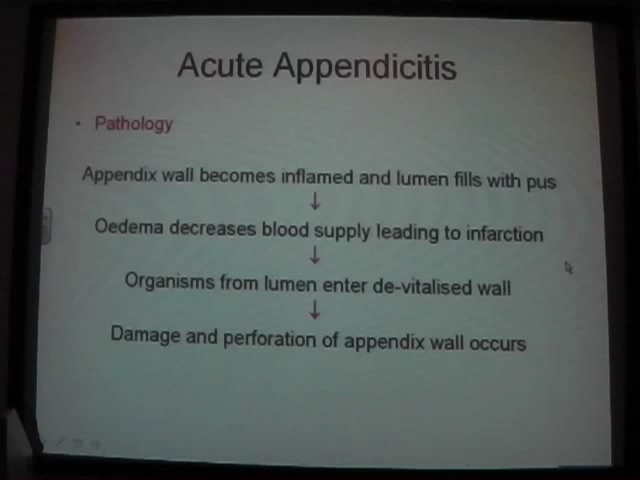 Acute Appendicitis
• Pathology
Appendix wall becomes inflamed and lumen fills with pus
↓
Oedema decreases blood supply leading to infarction
↓
Organisms from lumen enter de-vitalised wall
↓
Damage and perforation of appendix wall occurs